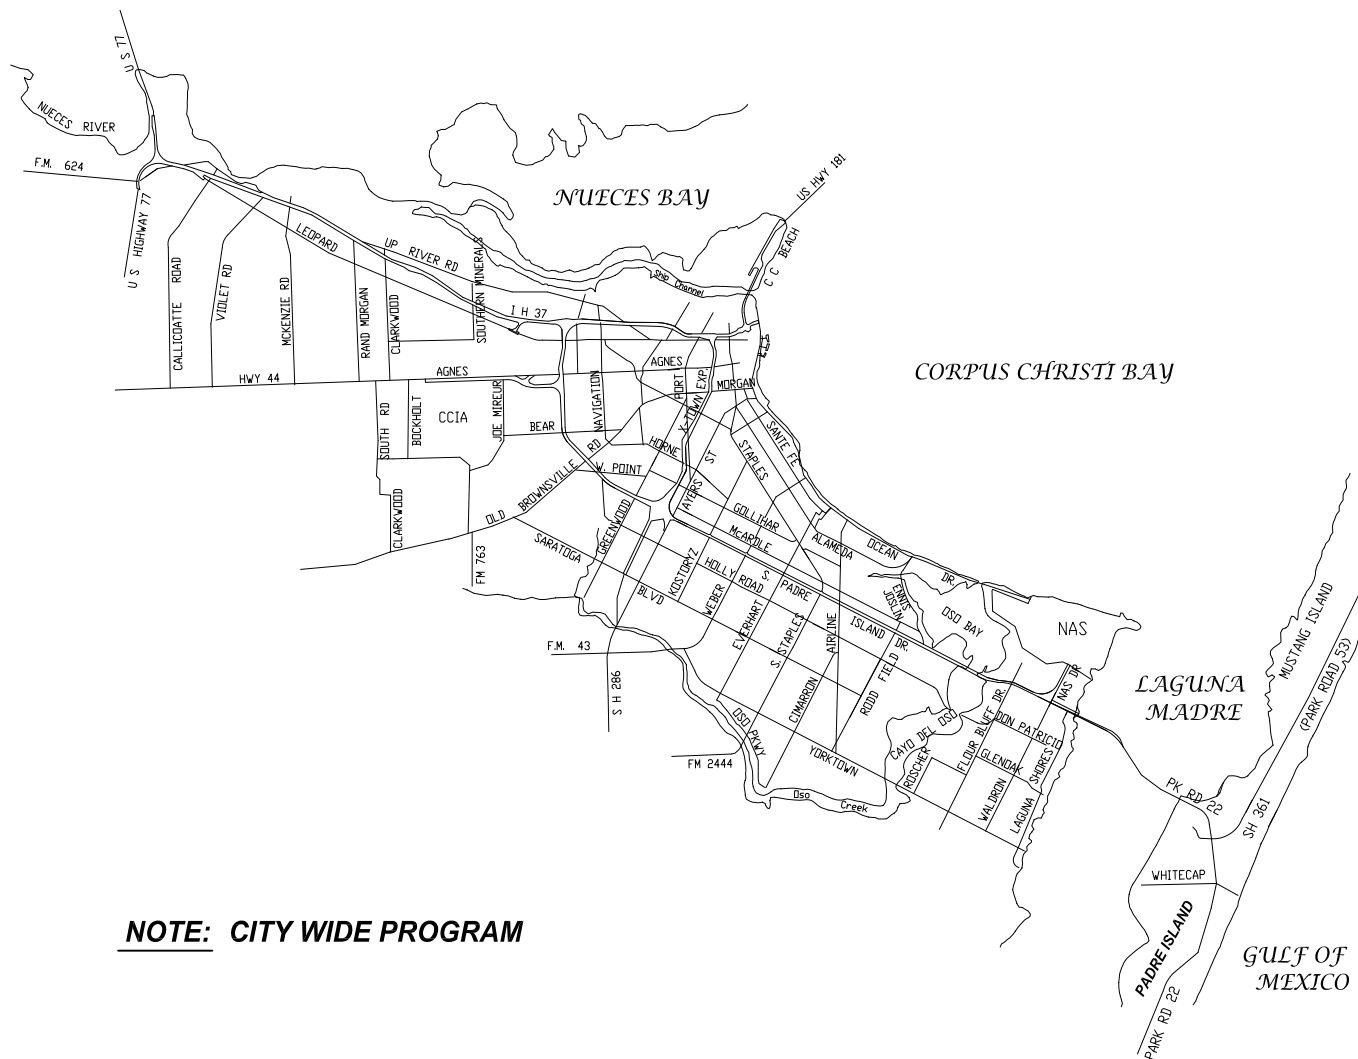 U S 77
NUECES RIVER
F.M. 624
U S HIGHWAY 77
NUECES BAY
US HWY 181
C C BEACH
Ship Channel
LEOPARD
UP RIVER RD
SOUTHERN MINERALS
I H 37
CALLICOATTE ROAD
VIOLET RD
MCKENZIE RD
RAND MORGAN
CLARKWOOD
HWY 44
AGNES
AGNES
PORT
X-TOWN EXP.
MORGAN
CORPUS CHRISTI BAY
SOUTH RD
BOCKHOLT
CCIA
JOE MIREUR
BEAR
NAVIGATION
HORNE
W. POINT
OLD BROWNSVILLE RD
CLARKWOOD
FM 763
SARATOGA BLVD
GREENWOOD
AYERS ST
STAPLES
SANTE FE
GOLLIHAR
McARDLE
ALAMEDA
OCEAN DR.
KOSTORYZ
HOLLY ROAD
WEBER
S. PADRE ISLAND DR.
EVERHART
S. STAPLES
AIRLINE
ENNIS
JOSLIN
OSO BAY
NAS
NAS DR
F.M. 43
S H 286
CIMARRON
RODD FIELD
OSO PKWY
FM 2444
YORKTOWN
Oso Creek
CAYO DEL OSO
ROSCHER
FLOUR BLUFF DR.
DON PATRICIO
GLENOAK
WALDRON
LAGUNA SHORES
LAGUNA
MADRE
MUSTANG ISLAND
(PARK ROAD 53)
SH 361
PK RD 22
WHITECAP
PADRE ISLAND
PARK RD 22
GULF OF
MEXICO
NOTE: CITY WIDE PROGRAM